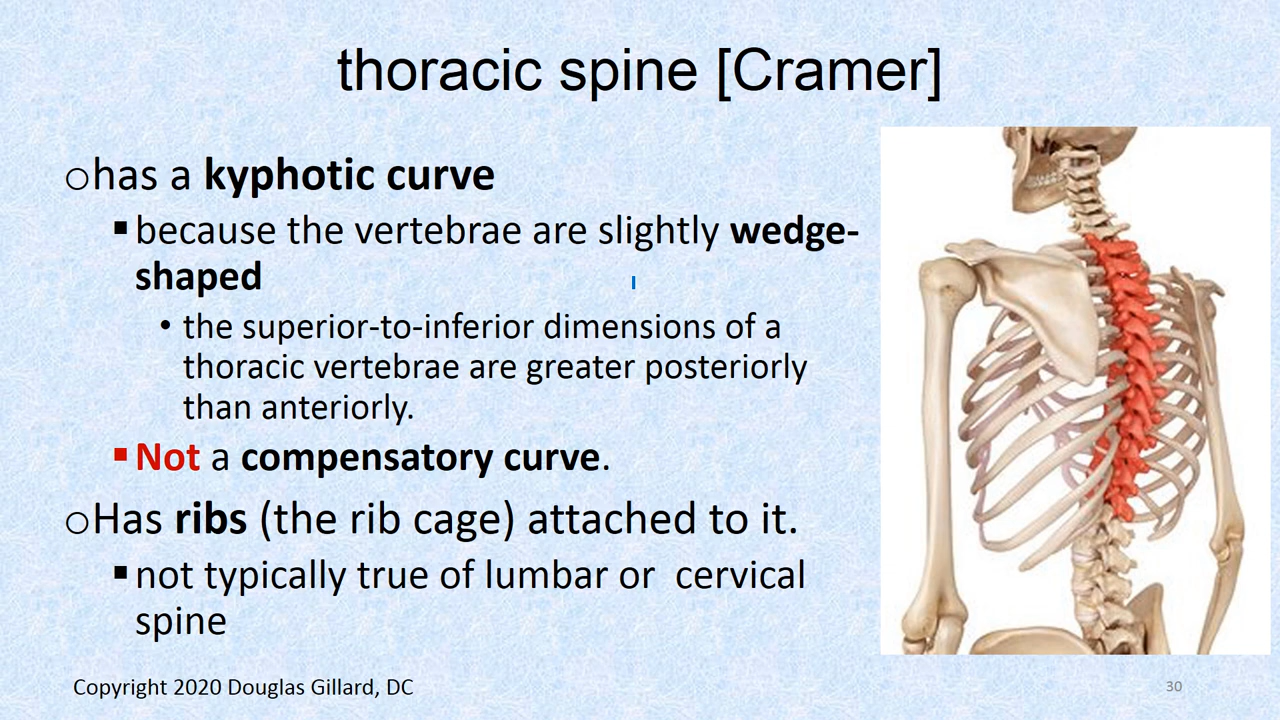 thoracic spine [Cramer]
○has a kyphotic curve
▪because the vertebrae are slightly wedge-
shaped
• the superior-to-inferior dimensions of a
thoracic vertebrae are greater posteriorly
than anteriorly.
▪Not a compensatory curve.
○Has ribs (the rib cage) attached to it.
▪not typically true of lumbar or  cervical
spine
Copyright 2020 Douglas Gillard, DC
30